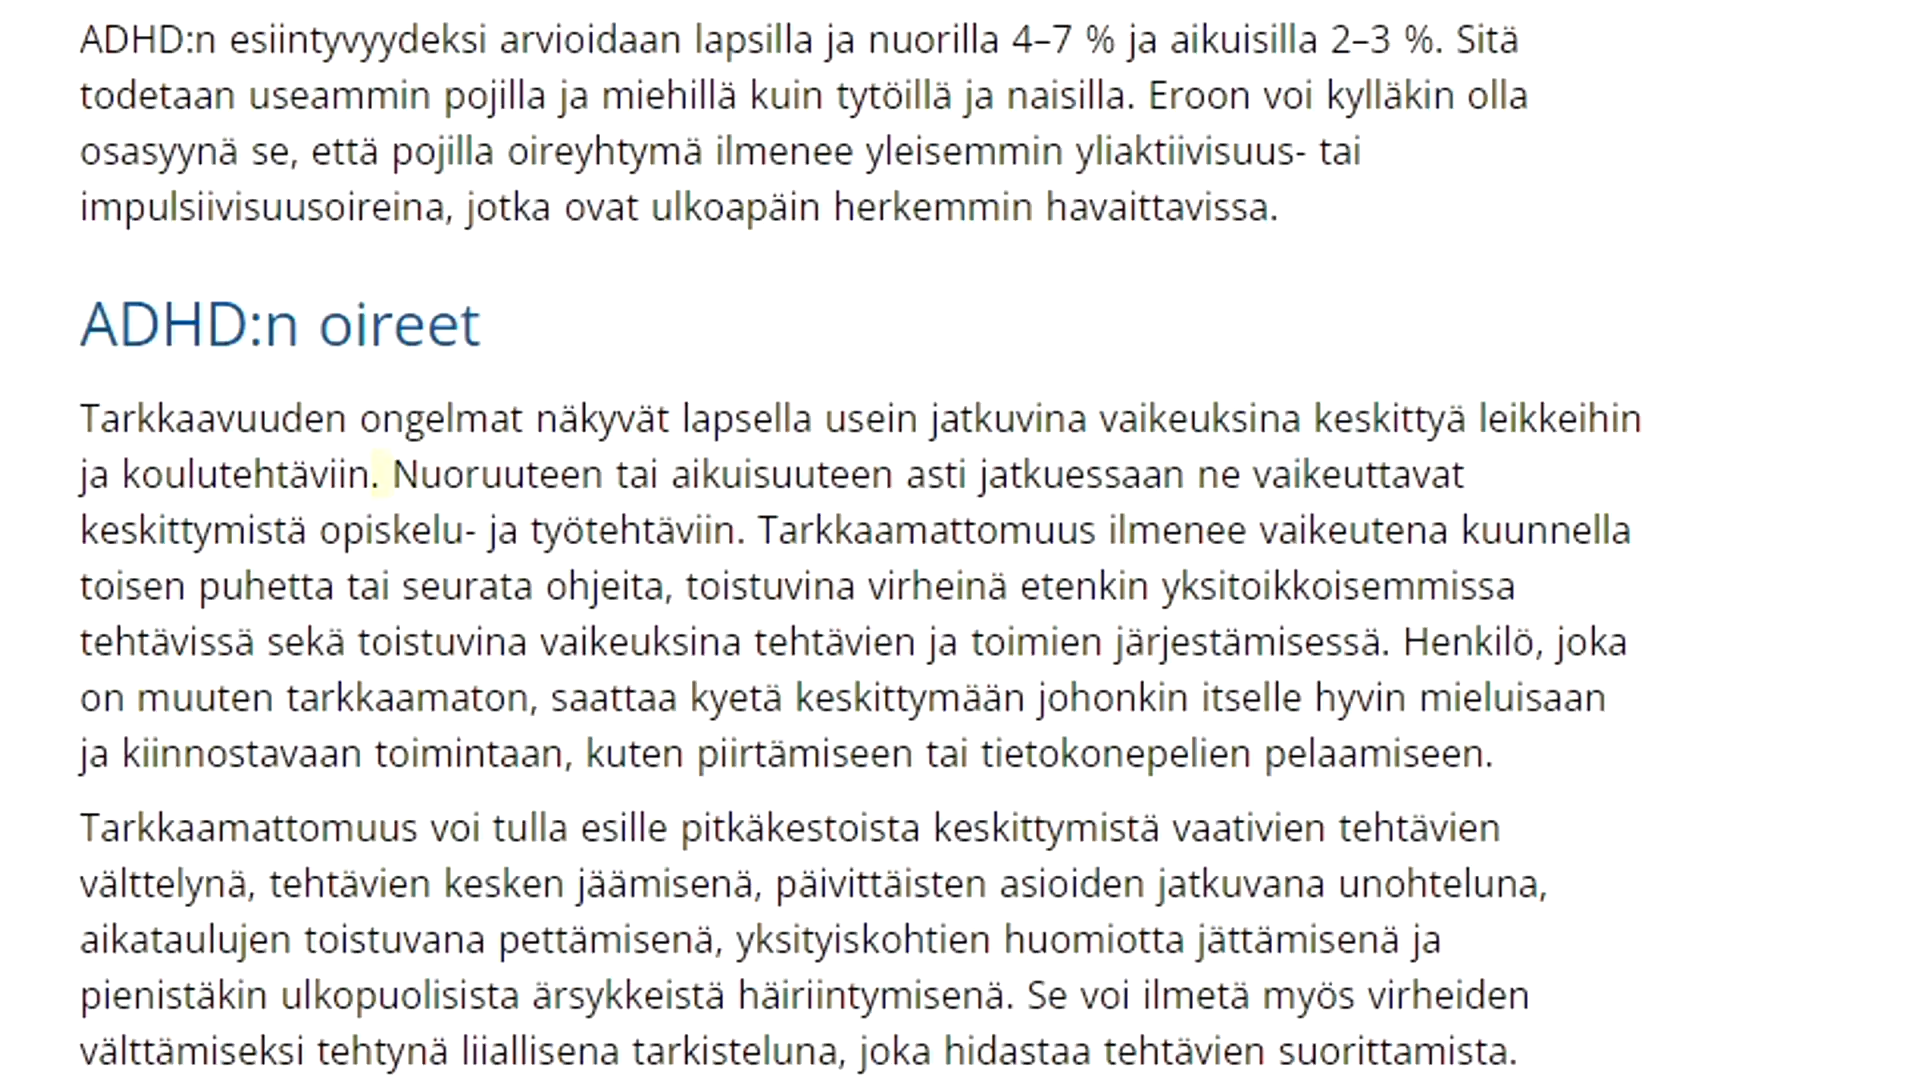 ADHD:n esiintyvyydeksi arvioidaan lapsilla ja nuorilla 4–7 % ja aikuisilla 2–3 %. Sitä
todetaan useammin pojilla ja miehillä kuin tytöillä ja naisilla. Eroon voi kylläkin olla
osasyynä se, että pojilla oireyhtymä ilmenee yleisemmin yliaktiivisuus- tai
impulsiivisuusoireina, jotka ovat ulkoapäin herkemmin havaittavissa.
ADHD:n oireet
Tarkkaavuuden ongelmat näkyvät lapsella usein jatkuvina vaikeuksina keskittyä leikkeihin
ja koulutehtäviin. Nuoruuteen tai aikuisuuteen asti jatkuessaan ne vaikeuttavat
keskittymistä opiskelu- ja työtehtäviin. Tarkkaamattomuus ilmenee vaikeutena kuunnella
toisen puhetta tai seurata ohjeita, toistuvina virheinä etenkin yksitoikkoisemmissa
tehtävissä sekä toistuvina vaikeuksina tehtävien ja toimien järjestämisessä. Henkilö, joka
on muuten tarkkaamaton, saattaa kyetä keskittymään johonkin itselle hyvin mieluisaan
ja kiinnostavaan toimintaan, kuten piirtämiseen tai tietokonepelien pelaamiseen.
Tarkkaamattomuus voi tulla esille pitkäkestoista keskittymistä vaativien tehtävien
välttelynä, tehtävien kesken jäämisenä, päivittäisten asioiden jatkuvana unohteluna,
aikataulujen toistuvana pettämisenä, yksityiskohtien huomiotta jättämisenä ja
pienistäkin ulkopuolisista ärsykkeistä häiriintymisenä. Se voi ilmetä myös virheiden
välttämiseksi tehtynä liiallisena tarkisteluna, joka hidastaa tehtävien suorittamista.